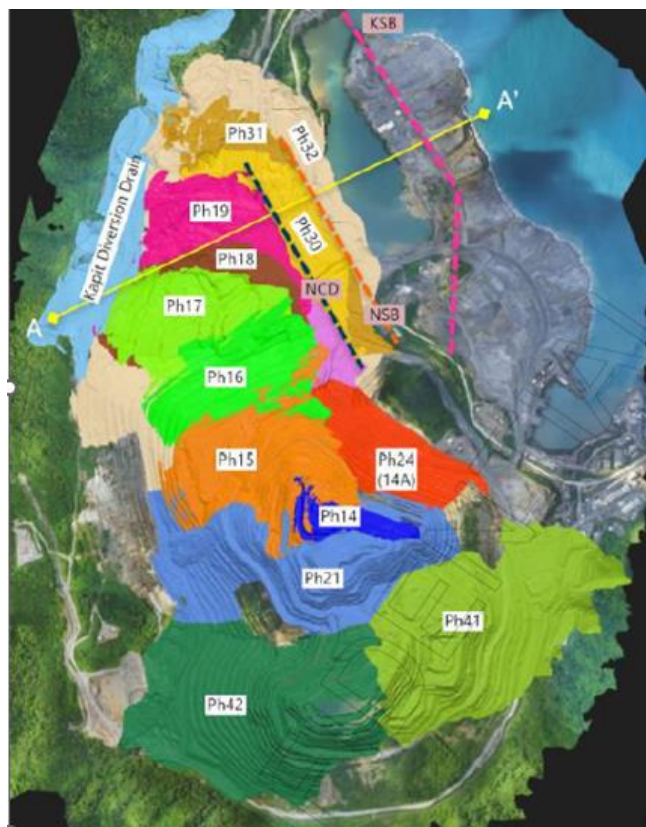 KSB
A'
Ph31
Ph32
Kapit Diversion Drain
Ph19
Ph30
Ph18
NCD
A
Ph17
NSB
Ph16
Ph15
Ph24
(14A)
Ph14
Ph21
Ph41
Ph42